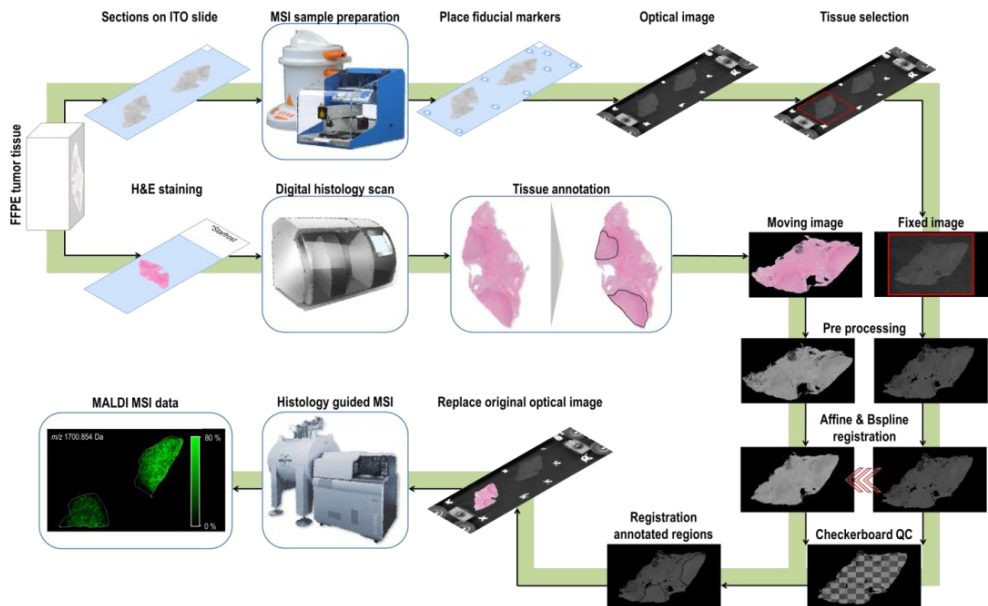 Sections on ITO slide
MSI sample preparation
Place fiducial markers
Optical image
Tissue selection
FFPE tumor tissue
H&E staining
Digital histology scan
Tissue annotation
Moving image
Fixed image
Starfrost
Pre processing
MALDI MSI data
Histology guided MSI
Replace original optical image
Affine & Bspline
registration
m/z 1700.854 Da
80 %
0 %
Registration
annotated regions
Checkerboard QC